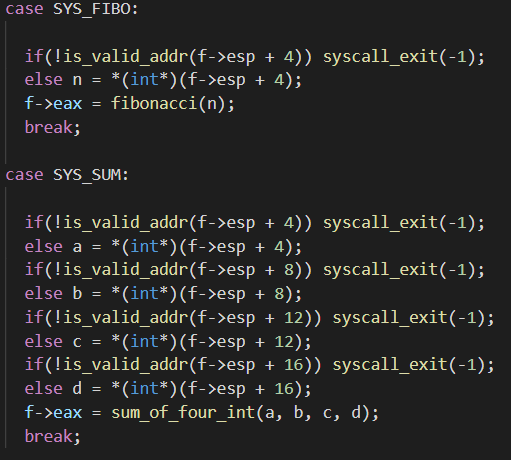 case SYS_FIBO:
if(!is_valid_addr(f->esp + 4)) syscall_exit(-1);
else n = *(int*)(f->esp + 4);
f->eax = fibonacci(n);
break;
case SYS_SUM:
if(!is_valid_addr(f->esp + 4)) syscall_exit(-1);
else a = *(int*)(f->esp + 4);
if(!is_valid_addr(f->esp + 8)) syscall_exit(-1);
else b = *(int*)(f->esp + 8);
if(!is_valid_addr(f->esp + 12)) syscall_exit(-1);
else c = *(int*)(f->esp + 12);
if(!is_valid_addr(f->esp + 16)) syscall_exit(-1);
else d = *(int*)(f->esp + 16);
f->eax = sum_of_four_int(a, b, c, d);
break;